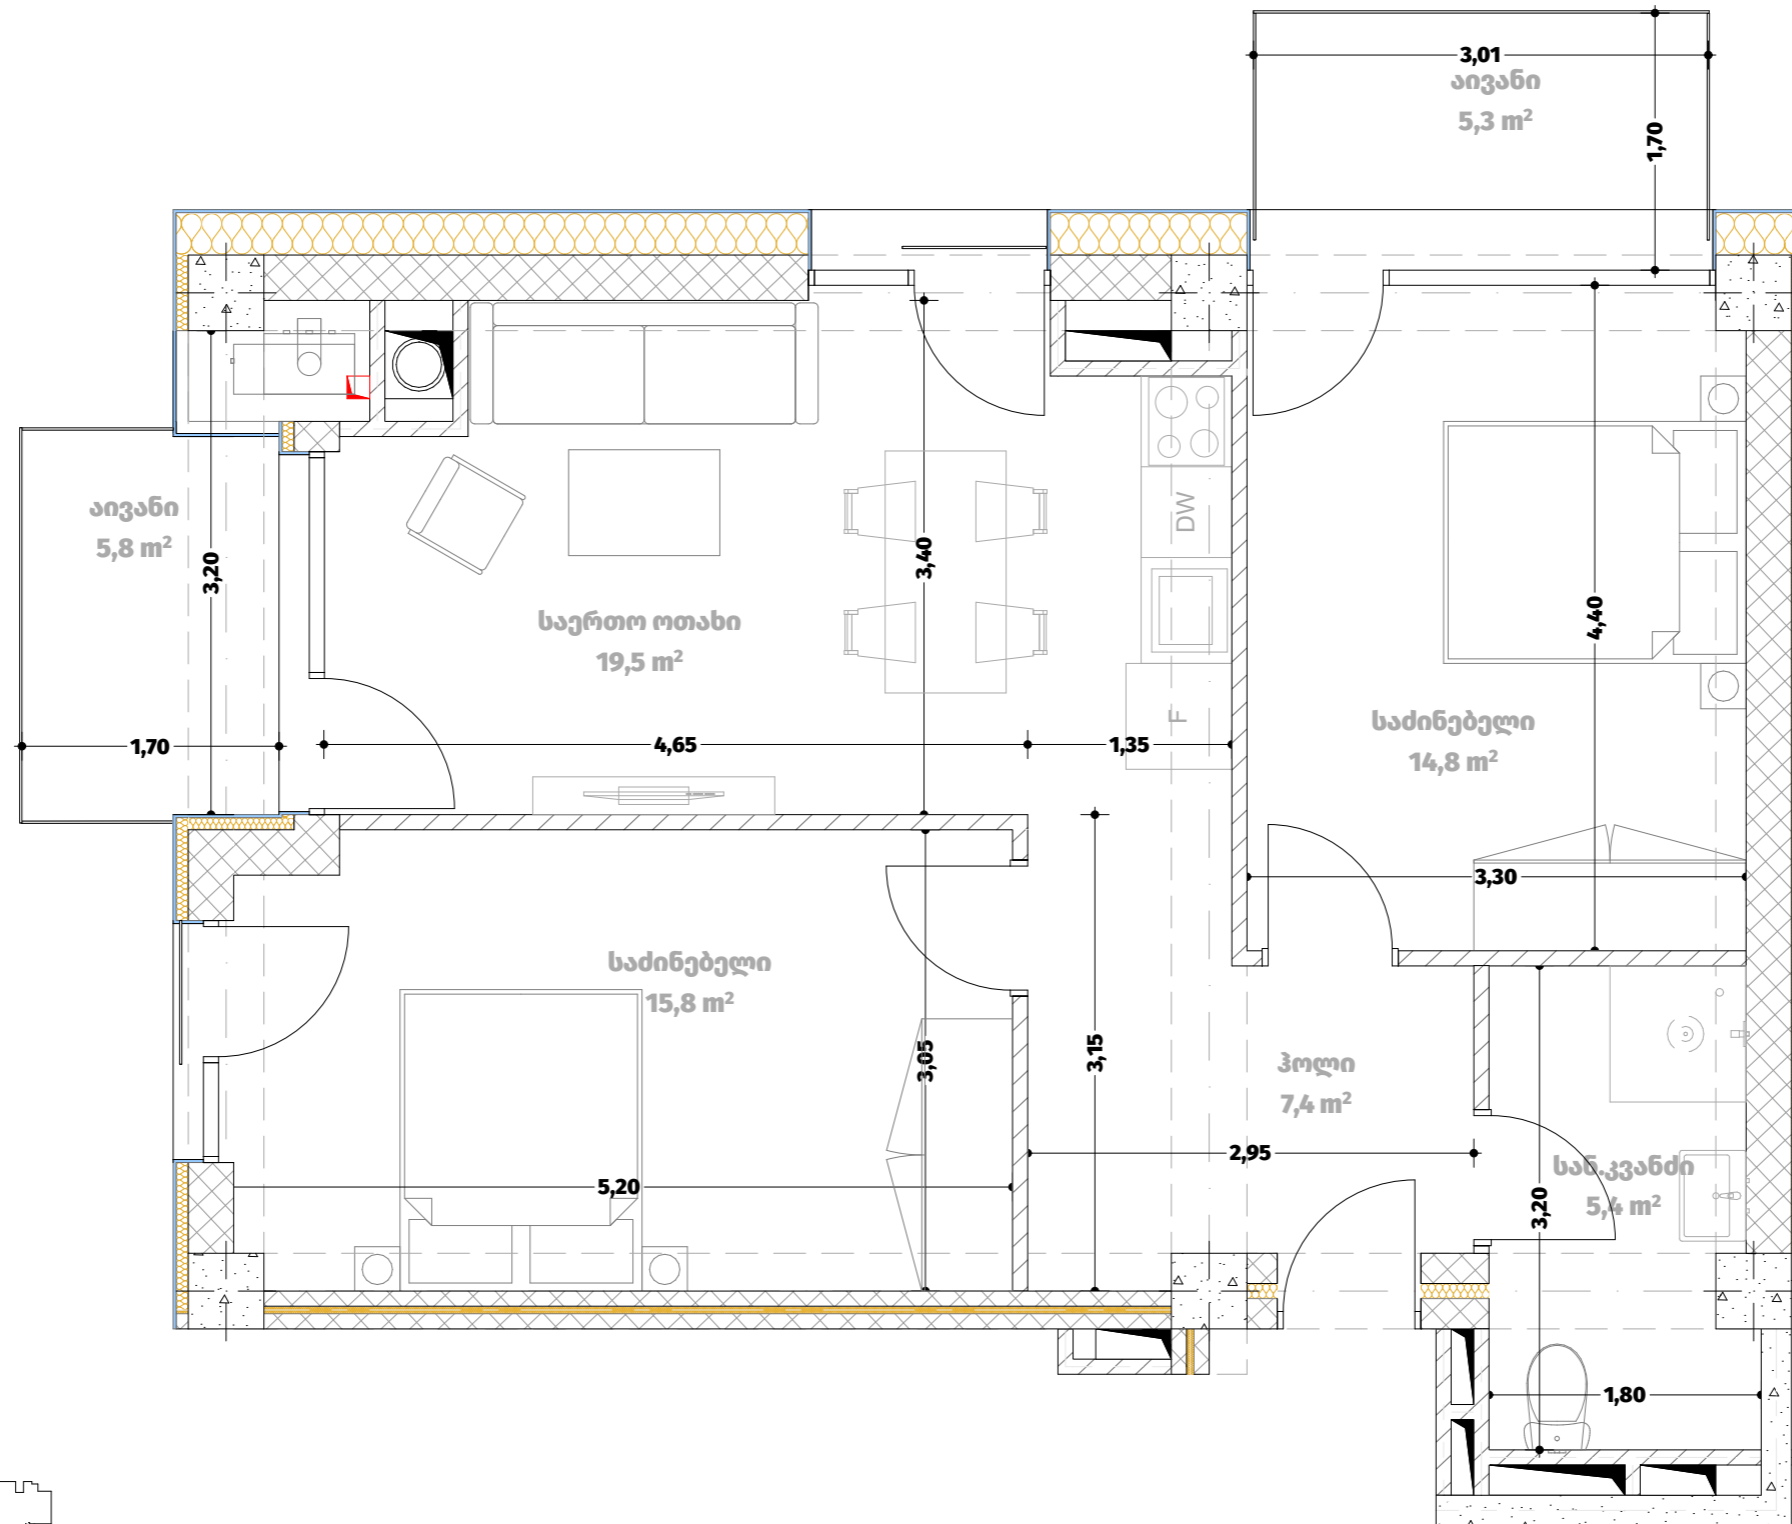 3,01
აივანი
5,3 m²
1,70
აივანი
5,8 m²
3,20
3,40
DW
საერთო ოთახი
19,5 m²
4,40
F
საძინებელი
14,8 m²
1,70
4,65
1,35
3,30
საძინებელი
15,8 m²
3,05
3,15
ჰოლი
7,4 m²
2,95
სან.კვანძი
5,4 m²
5,20
3,20
1,80